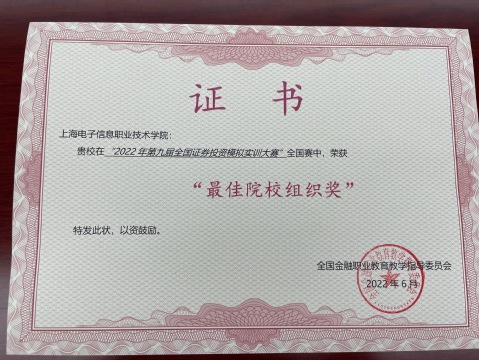 证 书
上海电子信息职业技术学院：
贵校在“2022年第九届全国证券投资模拟实训大赛”全国赛中，荣获
“最佳院校组织奖”
特发此状，以资鼓励。
全国金融职业教育教学指导委员会
2022年6月